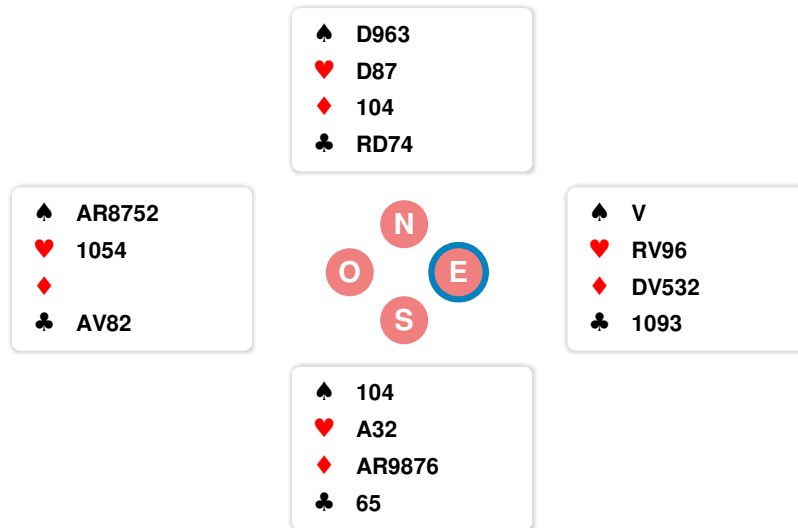 ♠ D963
♥ D87
♦ 104
♣ RD74
♠ AR8752
♥ 1054
♦
♣ AV82
N
O E
S
♠ V
♥ RV96
♦ DV532
♣ 1093
♠ 104
♥ A32
♦ AR9876
♣ 65